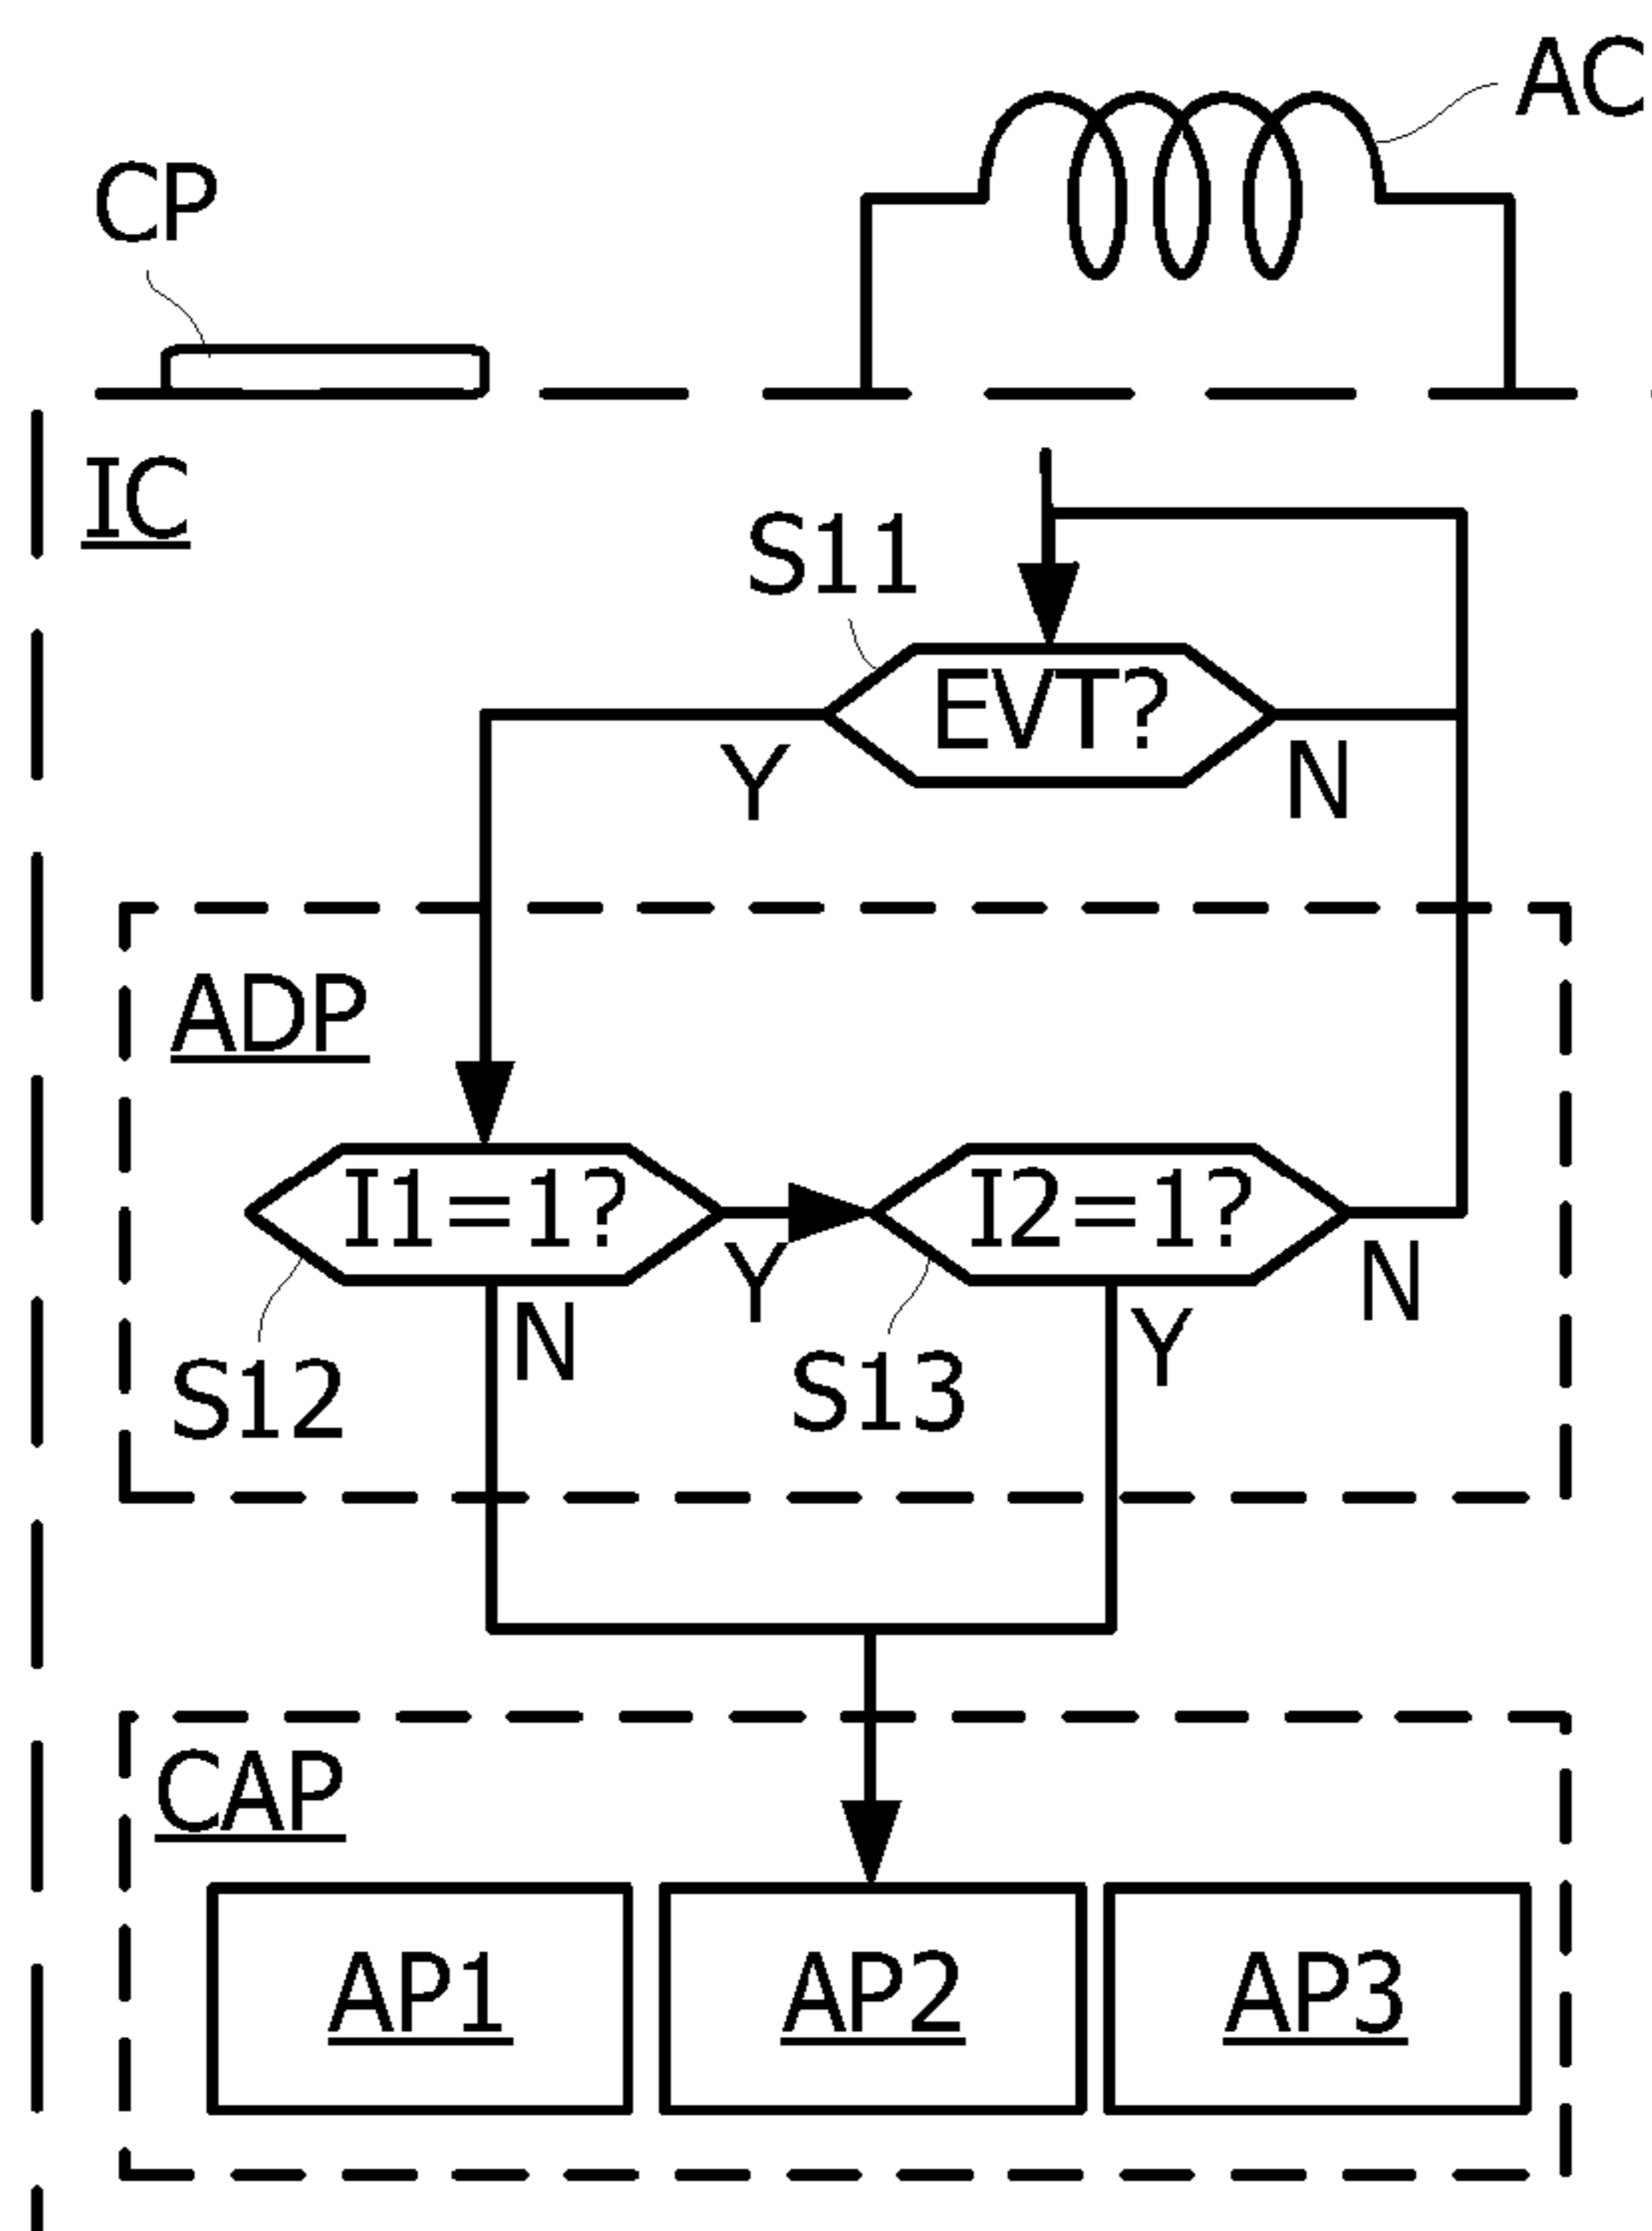 AC
CP
IC
S11
EVT?
Y
N
ADP
I1=1?
I2=1?
Y
N
N
Y
S12
S13
CAP
AP1
AP2
AP3